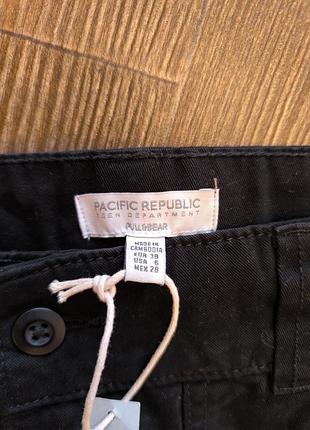 PACIFIC REPUBLIC
TEEN DEPARTMENT
PULL&BEAR
MADE IN
CAMBODIA
EUR 38
USA 6
MEX 28